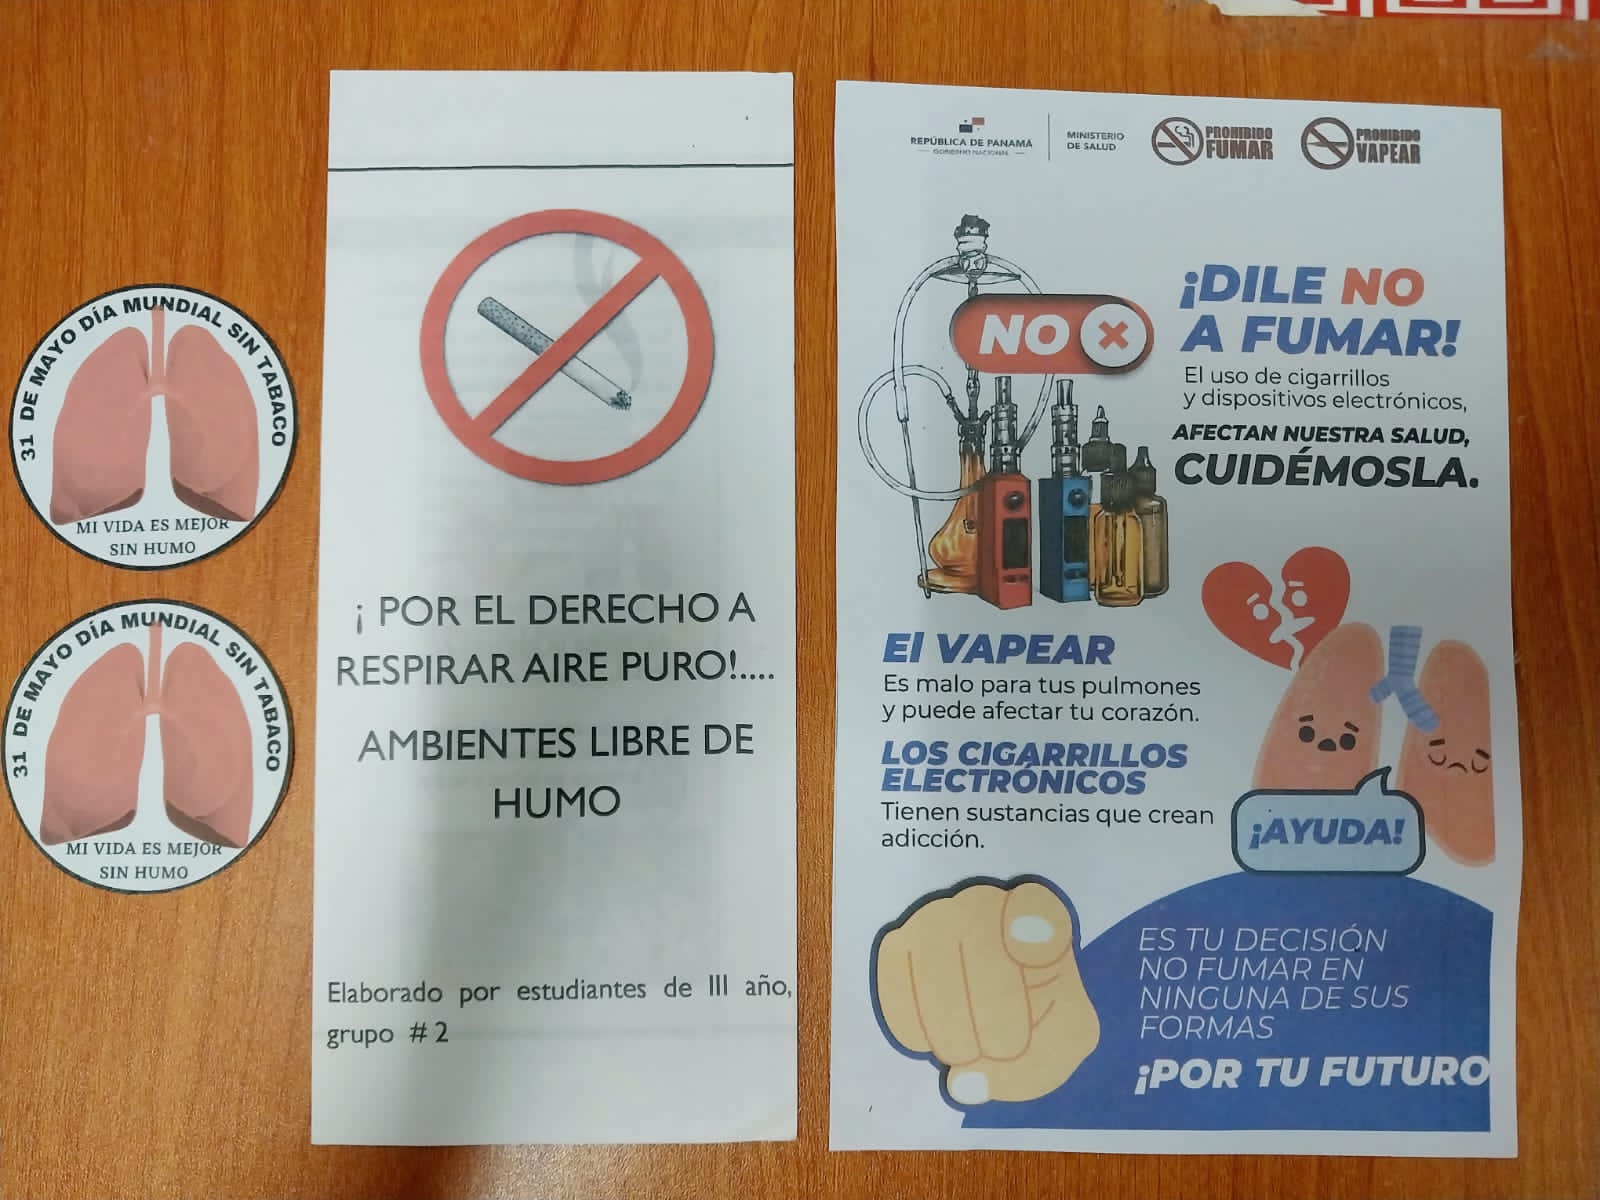 31 DE MAYO DÍA MUNDIAL SIN TABACO
MI VIDA ES MEJOR
SIN HUMO
31 DE MAYO DÍA MUNDIAL SIN TABACO
MI VIDA ES MEJOR
SIN HUMO
¡ POR EL DERECHO A
RESPIRAR AIRE PURO!....
AMBIENTES LIBRE DE
HUMO
Elaborado por estudiantes de III año,
grupo # 2
REPÚBLICA DE PANAMÁ
GOBIERNO NACIONAL
MINISTERIO
DE SALUD
PROHIBIDO
FUMAR
PROHIBIDO
VAPEAR
NO
¡DILE NO
A FUMAR!
El uso de cigarrillos
y dispositivos electrónicos,
AFECTAN NUESTRA SALUD,
CUIDÉMOSLA.
El VAPEAR
Es malo para tus pulmones
y puede afectar tu corazón.
LOS CIGARRILLOS
ELECTRÓNICOS
Tienen sustancias que crean
adicción.
¡AYUDA!
ES TU DECISIÓN
NO FUMAR EN
NINGUNA DE SUS
FORMAS
¡POR TU FUTURO